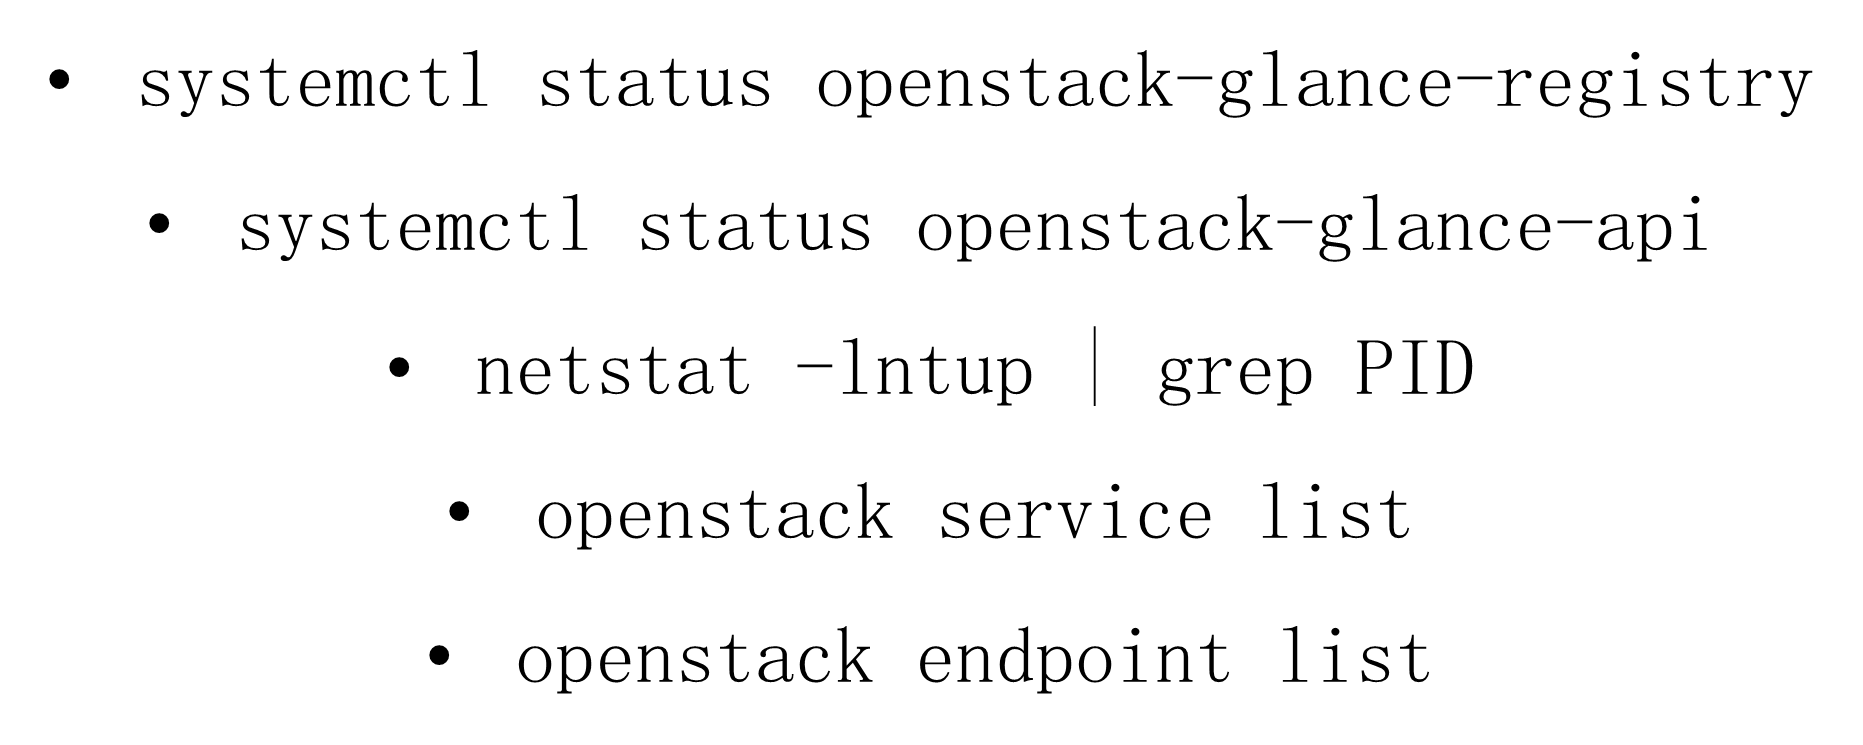 • systemctl status openstack-glance-registry
• systemctl status openstack-glance-api
• netstat -lntup | grep PID
• openstack service list
• openstack endpoint list